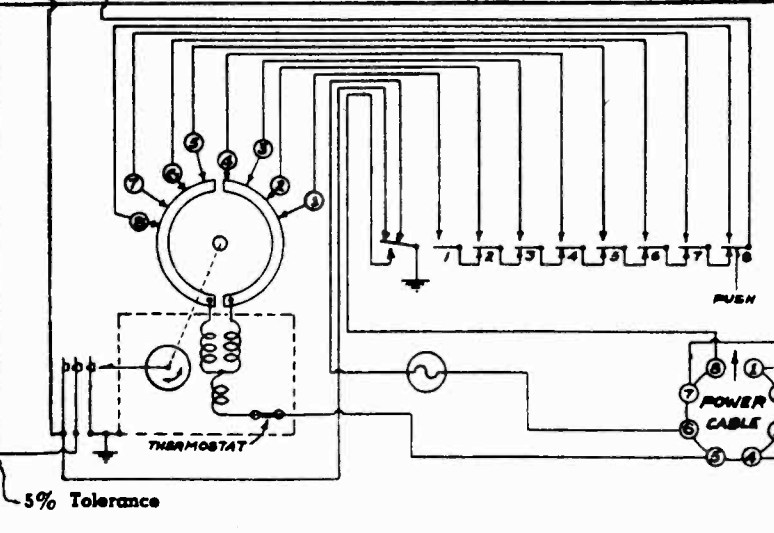 5 4 3
6 2
7 1
8
1 2 3 4 5 6 7 8
PUSH
8 1
7
POWER
6 CABLE
5 4
THERMOSTAT
5% Tolerance